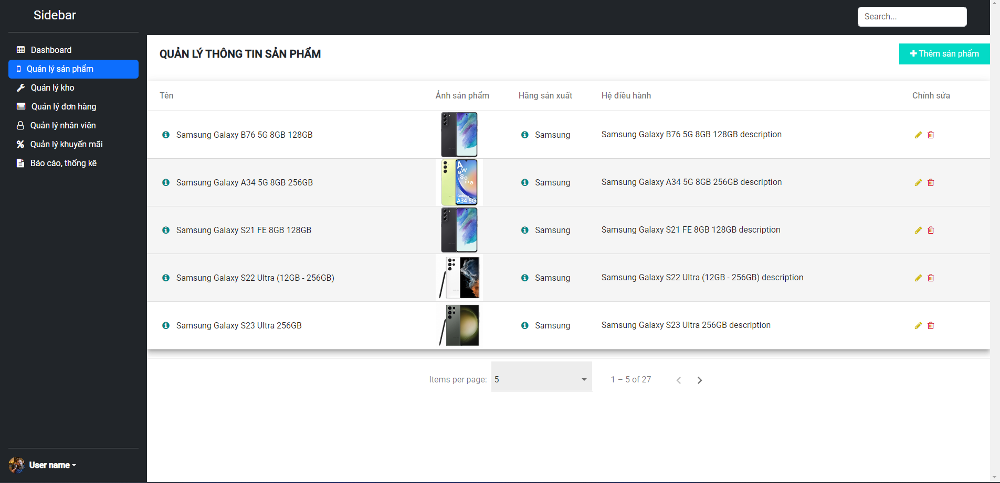 Sidebar
Search...
Dashboard
Quản lý sản phẩm
Quản lý kho
Quản lý đơn hàng
Quản lý nhân viên
Quản lý khuyến mãi
Báo cáo, thống kê
User name
QUẢN LÝ THÔNG TIN SẢN PHẨM
Thêm sản phẩm
Tên Ảnh sản phẩm Hãng sản xuất Hệ điều hành Chỉnh sửa
Samsung Galaxy B76 5G 8GB 128GB Samsung Samsung Galaxy B76 5G 8GB 128GB description
Samsung Galaxy A34 5G 8GB 256GB Awesome Galaxy A34 5G Samsung Samsung Galaxy A34 5G 8GB 256GB description
Samsung Galaxy S21 FE 8GB 128GB Samsung Samsung Galaxy S21 FE 8GB 128GB description
Samsung Galaxy S22 Ultra (12GB - 256GB) Samsung Samsung Galaxy S22 Ultra (12GB - 256GB) description
Samsung Galaxy S23 Ultra 256GB Samsung Samsung Galaxy S23 Ultra 256GB description
Items per page: 5 1 – 5 of 27